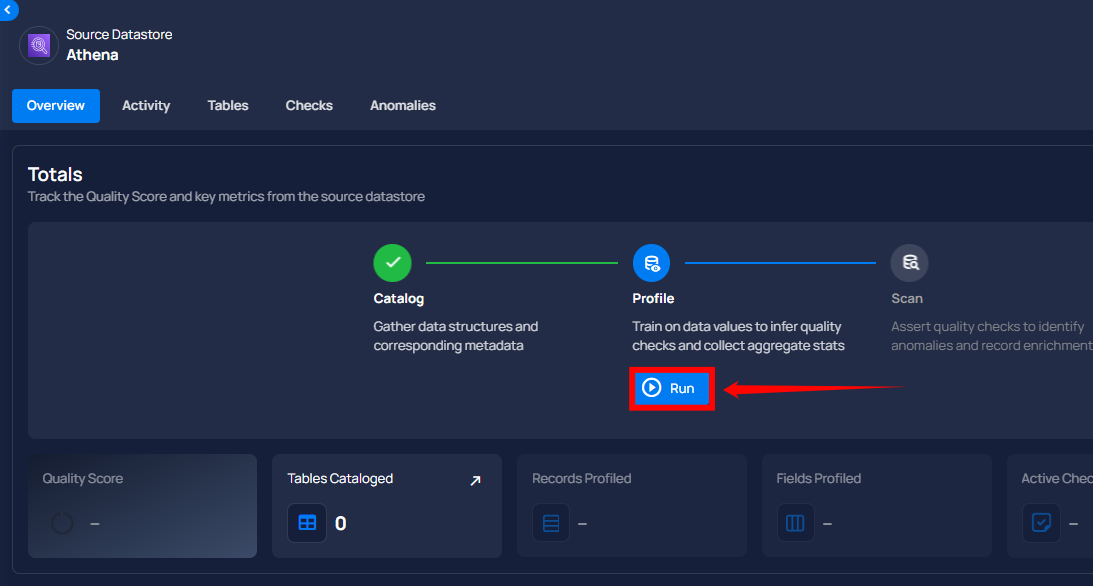 Source Datastore
Athena
Overview Activity Tables Checks Anomalies
Totals
Track the Quality Score and key metrics from the source datastore
Catalog
Gather data structures and
corresponding metadata
Profile
Train on data values to infer quality
checks and collect aggregate stats
Run
Scan
Assert quality checks to identify
anomalies and record enrichment
Quality Score
–
Tables Cataloged
0
Records Profiled
–
Fields Profiled
–
Active Chec
–